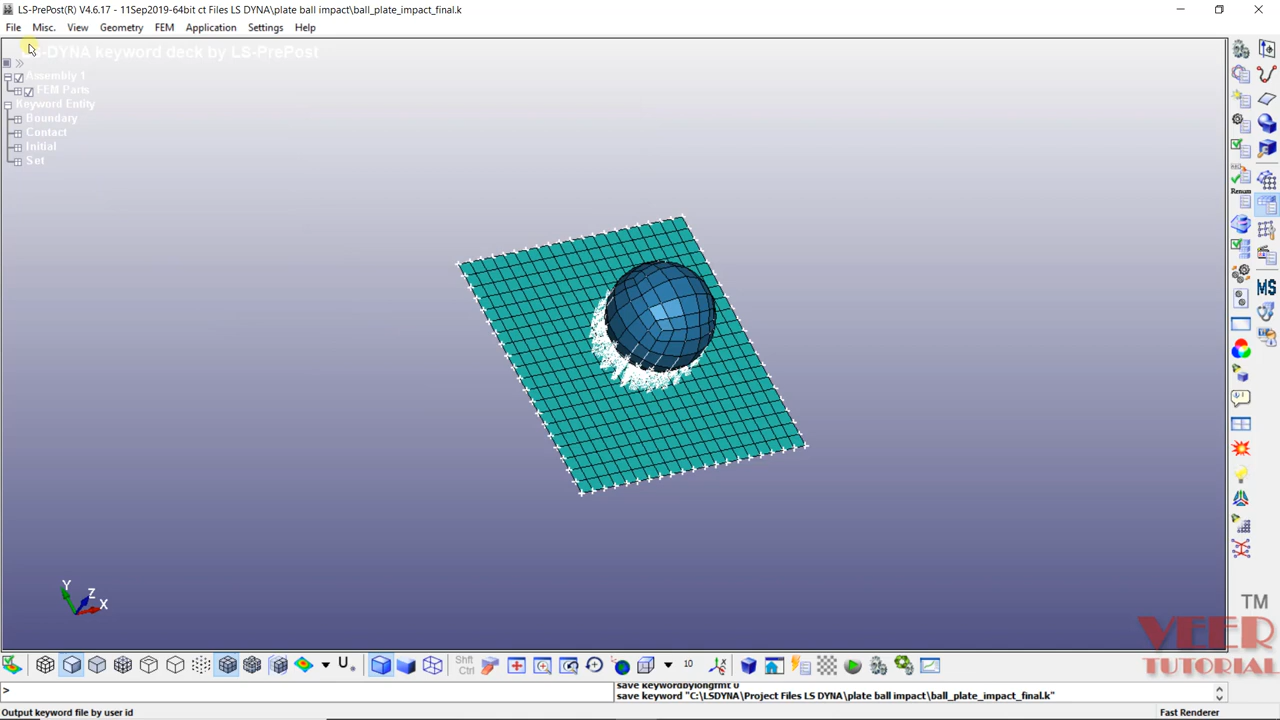 LS-PrePost(R) V4.6.17 - 11Sep2019-64bit ct Files LS DYNA\plate ball impact\ball_plate_impact_final.k
File Misc. View Geometry FEM Application Settings Help
-DYNA keyword deck by LS-PrePost
Assembly 1
FEM Parts
Keyword Entity
Boundary
Contact
Initial
Set
Renum
MS
Y
Z
X
TM
VEER
TUTORIAL
Shft
Ctrl
10
>
save keywordbylongfmt 0
save keyword "C:\LSDYNA\Project Files LS DYNA\plate ball impact\ball_plate_impact_final.k"
Output keyword file by user id
Fast Renderer